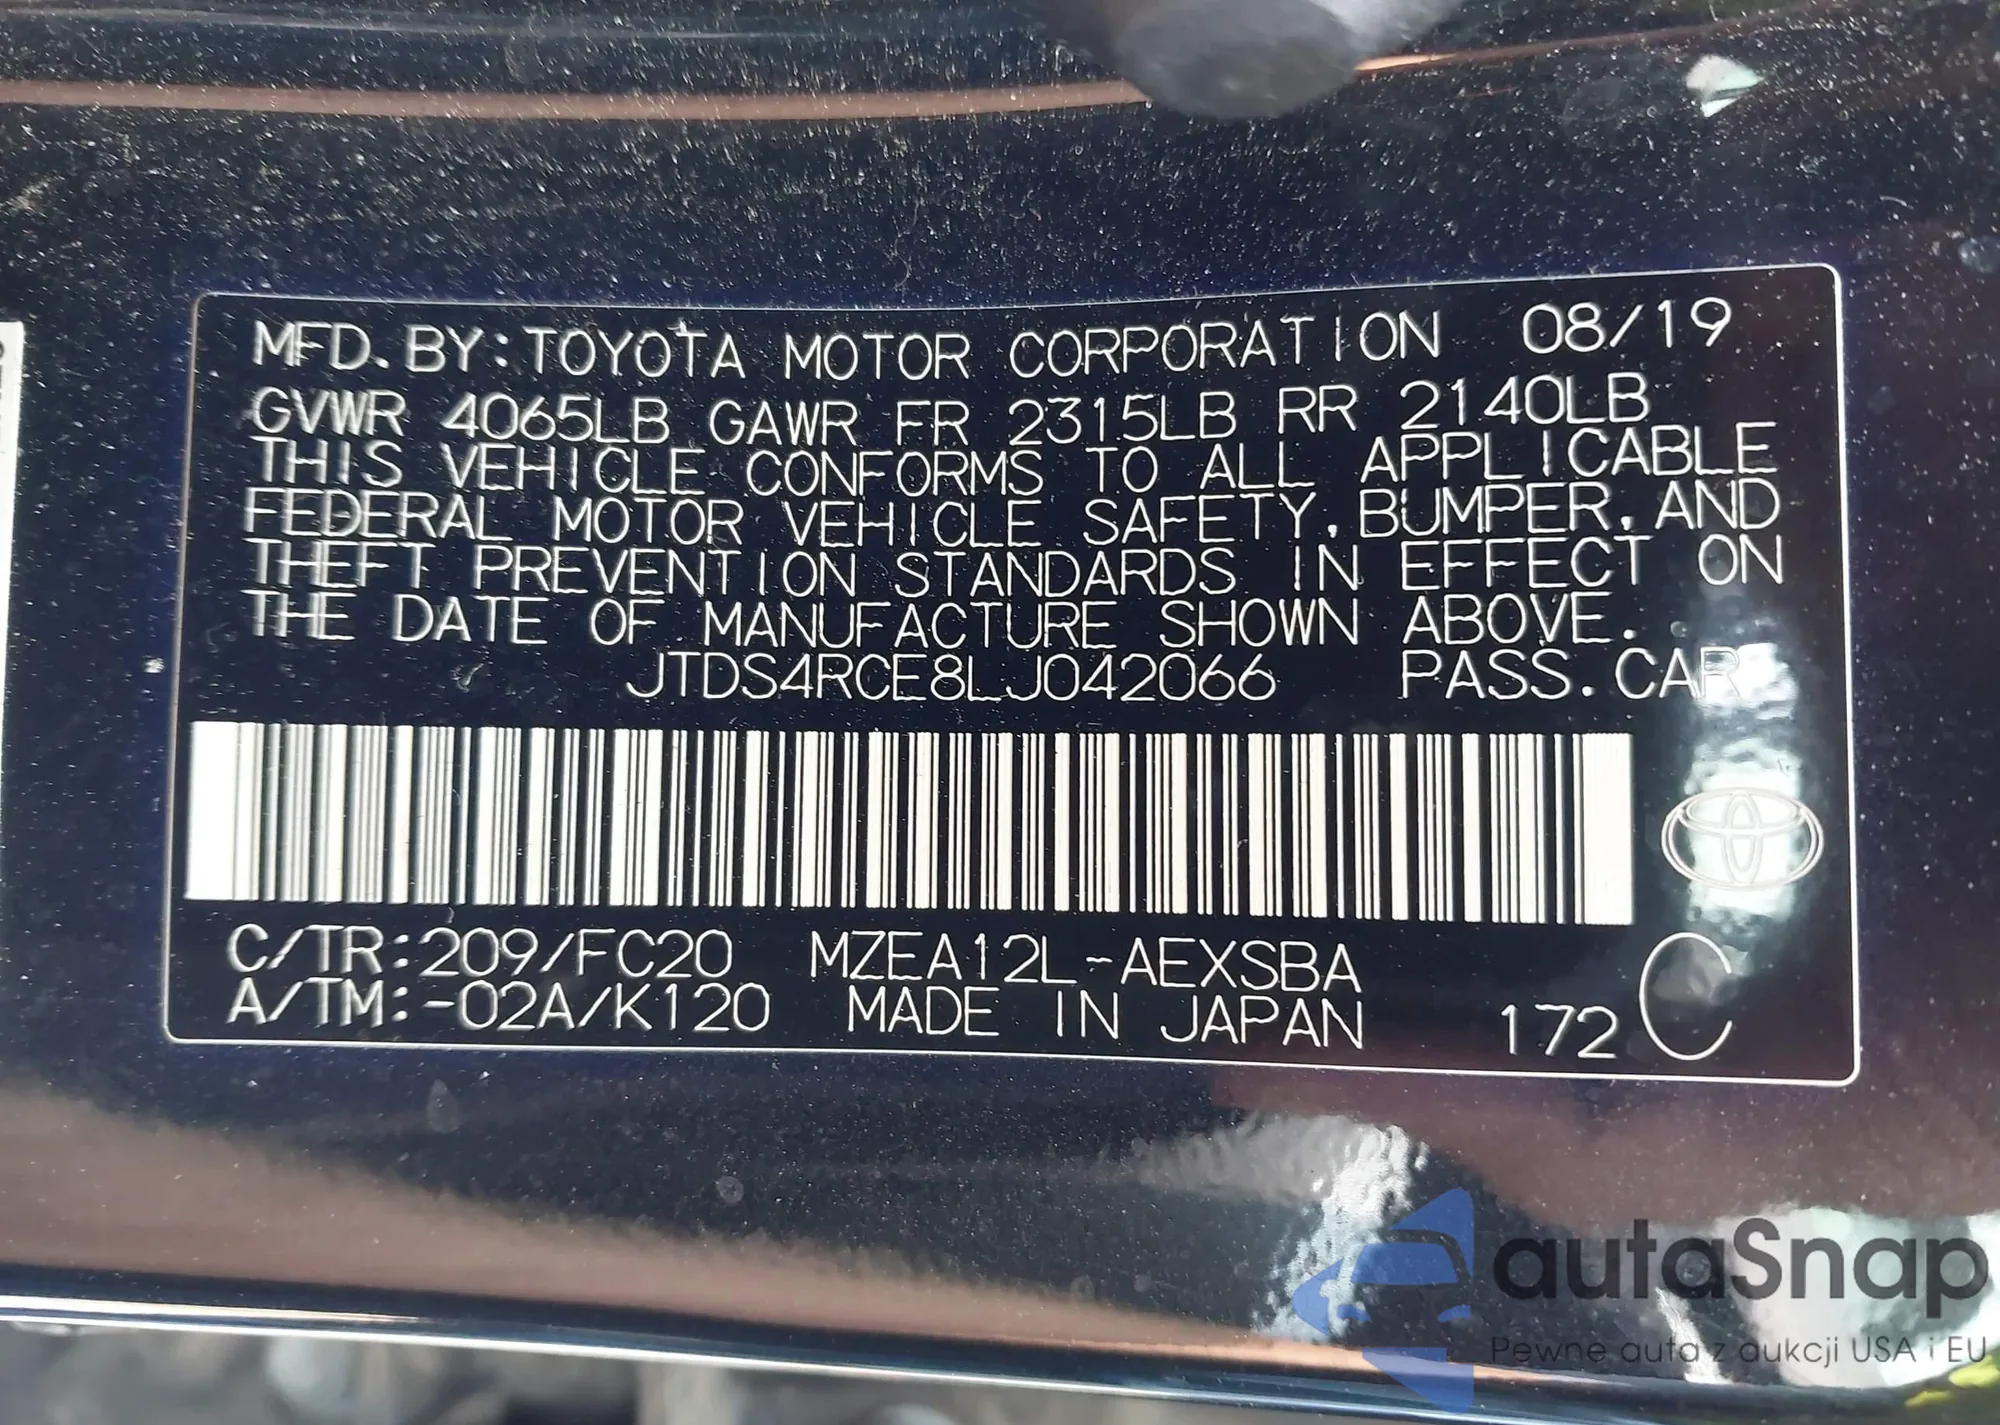 MFD. BY: TOYOTA MOTOR CORPORATION 08/19
GVWR 4065LB GAWR FR 2315LB RR 2140LB
THIS VEHICLE CONFORMS TO ALL APPLICABLE
FEDERAL MOTOR VEHICLE SAFETY, BUMPER, AND
THEFT PREVENTION STANDARDS IN EFFECT ON
THE DATE OF MANUFACTURE SHOWN ABOVE.
JTDS4RCE8LJ042066 PASS. CAR
C/TR:209/FC20 MZEA12L-AEXSBA
A/TM:-02A/K120 MADE IN JAPAN 172 C
autaSnap
Pewne auta z aukcji USA i EU